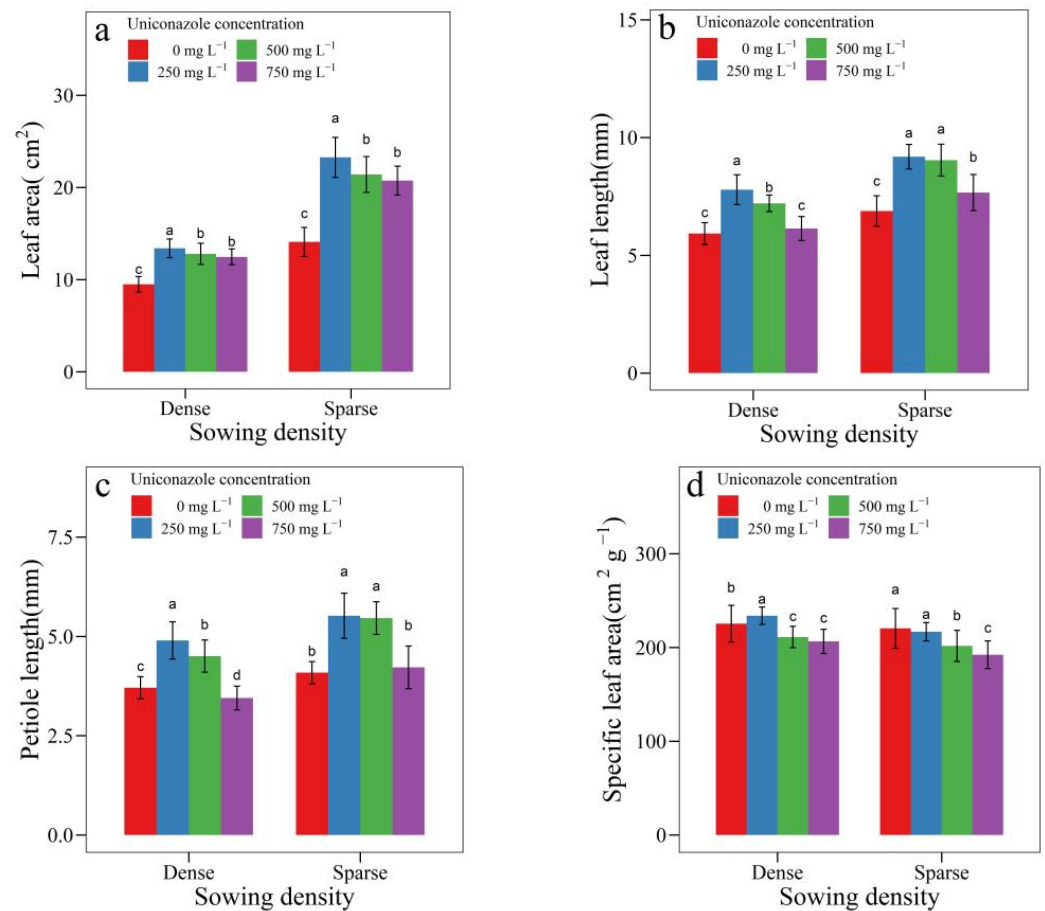 a
Uniconazole concentration
0 mg L⁻¹ 500 mg L⁻¹
250 mg L⁻¹ 750 mg L⁻¹
Leaf area( cm²)
30
20
10
0
c a b b
c a b b
Dense Sparse
Sowing density
b
Uniconazole concentration
0 mg L⁻¹ 500 mg L⁻¹
250 mg L⁻¹ 750 mg L⁻¹
Leaf length(mm)
15
10
5
0
c a b c
c a a b
Dense Sparse
Sowing density
c
Uniconazole concentration
0 mg L⁻¹ 500 mg L⁻¹
250 mg L⁻¹ 750 mg L⁻¹
Petiole length(mm)
7.5
5.0
2.5
0.0
c a b d
b a a b
Dense Sparse
Sowing density
d
Uniconazole concentration
0 mg L⁻¹ 500 mg L⁻¹
250 mg L⁻¹ 750 mg L⁻¹
Specific leaf area(cm² g⁻¹)
300
200
100
0
b a c c
a a b c
Dense Sparse
Sowing density